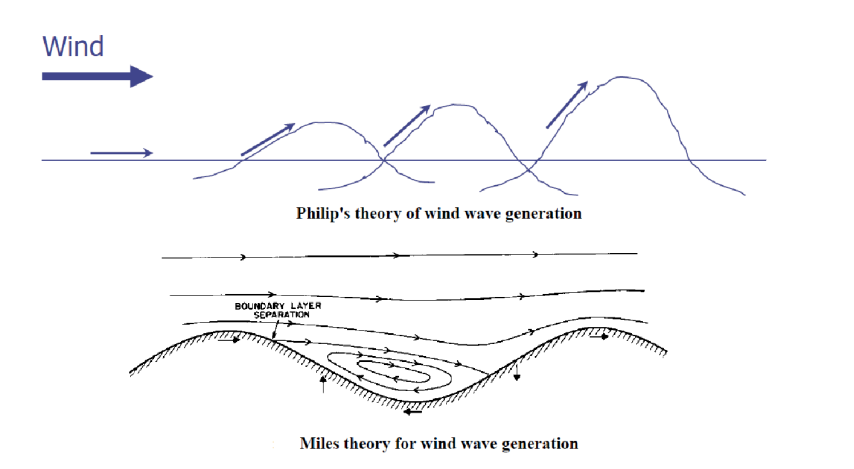 Wind
Philip's theory of wind wave generation
BOUNDARY LAYER
SEPARATION
Miles theory for wind wave generation